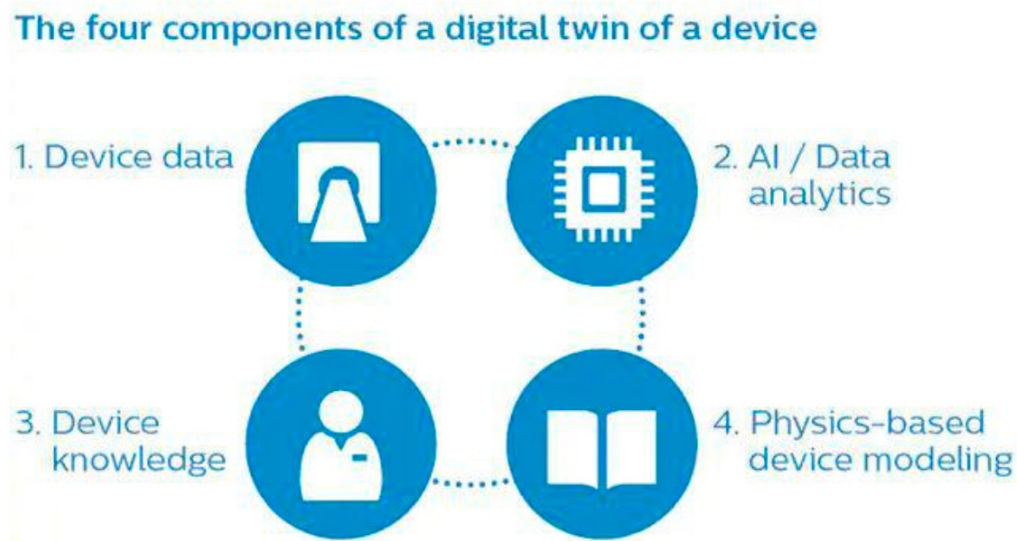 The four components of a digital twin of a device
1. Device data
2. AI / Data
analytics
3. Device
knowledge
4. Physics-based
device modeling